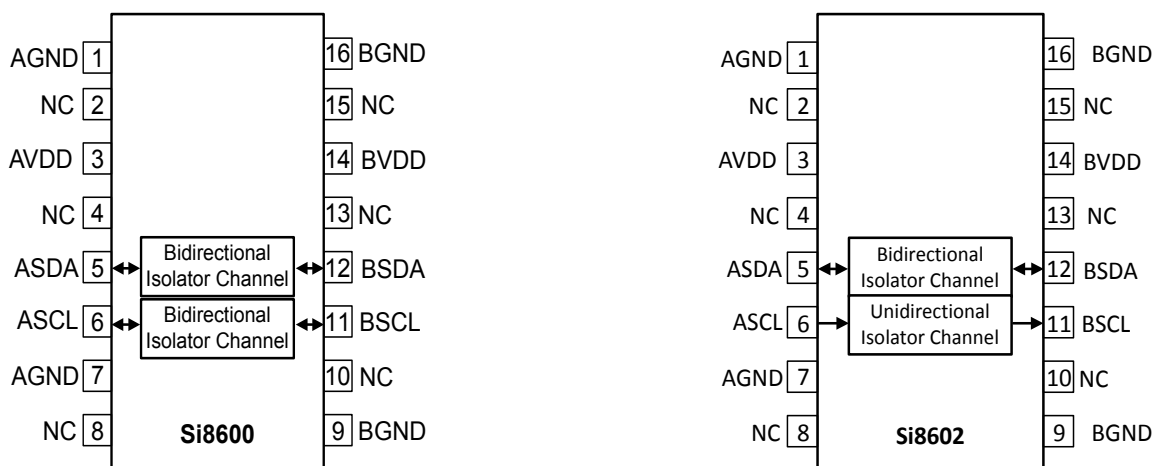 AGND 1
16 BGND
NC 2
15 NC
AVDD 3
14 BVDD
NC 4
13 NC
ASDA 5
Bidirectional
Isolator Channel
12 BSDA
ASCL 6
Bidirectional
Isolator Channel
11 BSCL
AGND 7
10 NC
NC 8
Si8600
9 BGND
AGND 1
16 BGND
NC 2
15 NC
AVDD 3
14 BVDD
NC 4
13 NC
ASDA 5
Bidirectional
Isolator Channel
12 BSDA
ASCL 6
Unidirectional
Isolator Channel
11 BSCL
AGND 7
10 NC
NC 8
Si8602
9 BGND